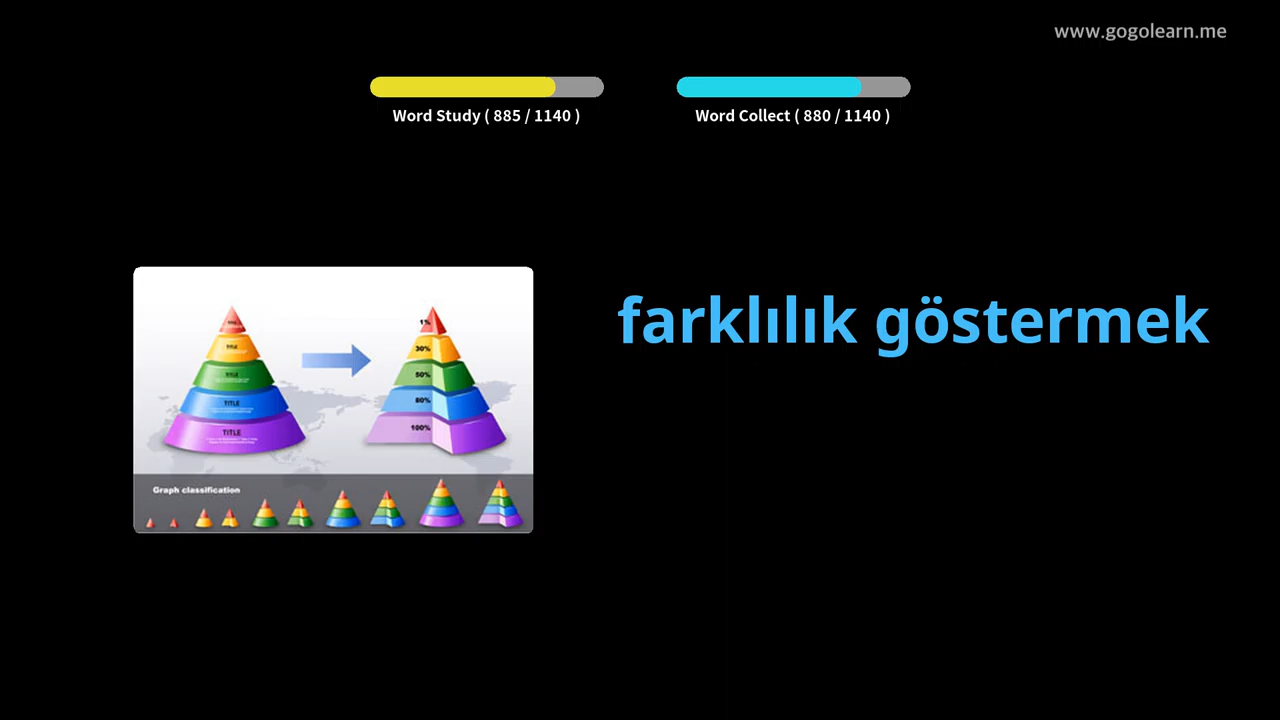 www.gogolearn.me
Word Study ( 885 / 1140 )
Word Collect ( 880 / 1140 )
farklılık göstermek
TITLE
TITLE
TITLE
TITLE
1%
30%
50%
80%
100%
Graph classification